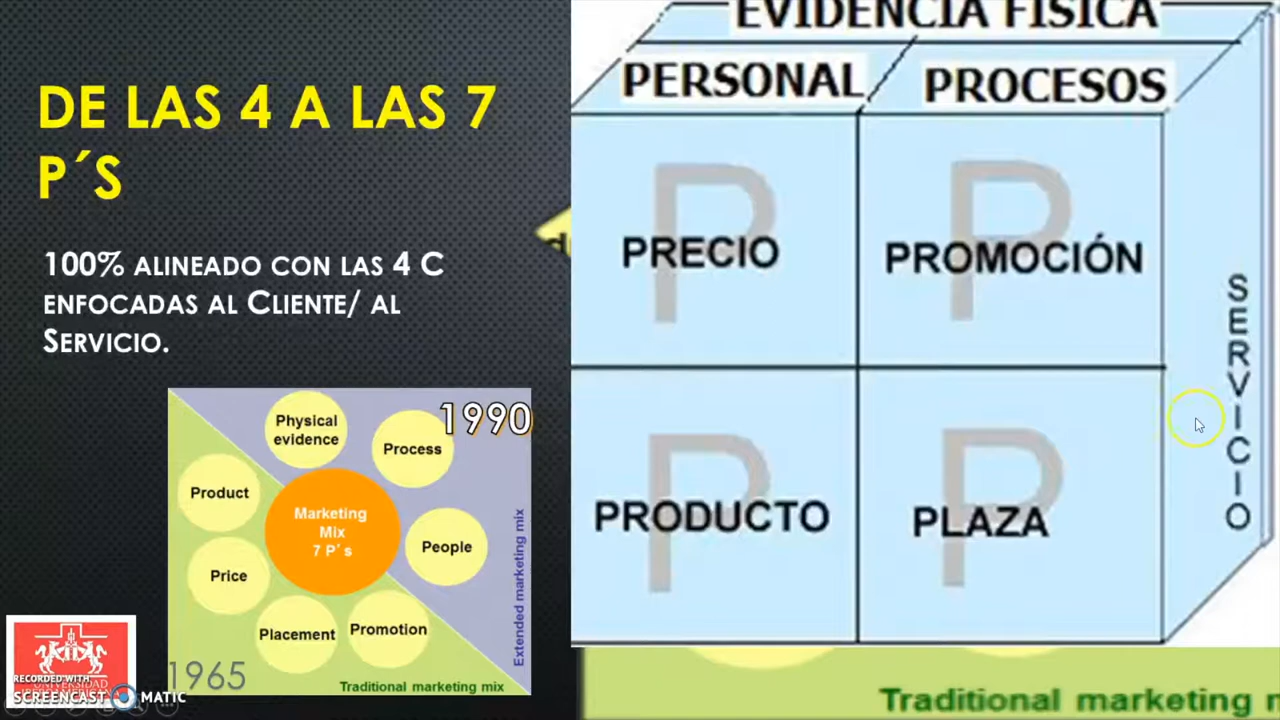 DE LAS 4 A LAS 7
P´S
100% ALINEADO CON LAS 4 C
ENFOCADAS AL CLIENTE/ AL
SERVICIO.
Physical
evidence
1990
Process
Product
Marketing
Mix
7 P´s
People
Price
Placement
Promotion
Extended marketing mix
1965
Traditional marketing mix
EVIDENCIA FISICA
PERSONAL
PROCESOS
P
PRECIO
P
PROMOCIÓN
P
PRODUCTO
P
PLAZA
SERVICIO
Traditional marketing
RECORDED WITH
UNIVERSIDAD
SCREENCAST MATIC